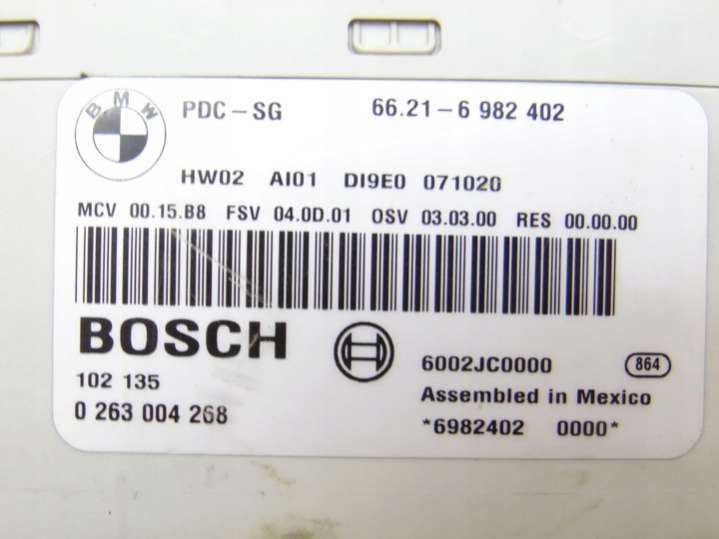 BMW
PDC-SG 66.21-6 982 402
HW02 AI01 DI9E0 071020
MCV 00.15.B8 FSV 04.0D.01 OSV 03.03.00 RES 00.00.00
BOSCH
102 135
0 263 004 268
6002JC0000 864
Assembled in Mexico
*6982402 0000*